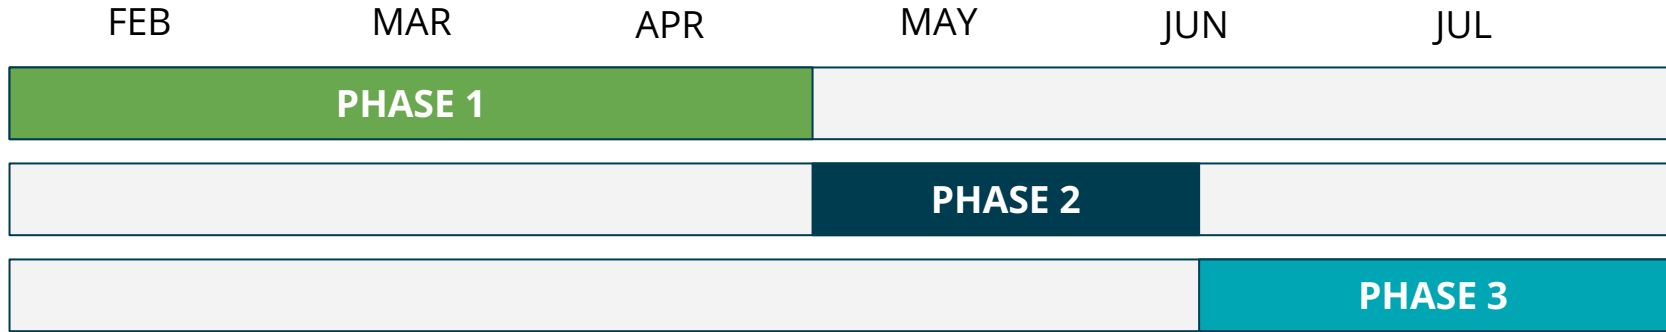 FEB MAR APR MAY JUN JUL
PHASE 1
PHASE 2
PHASE 3